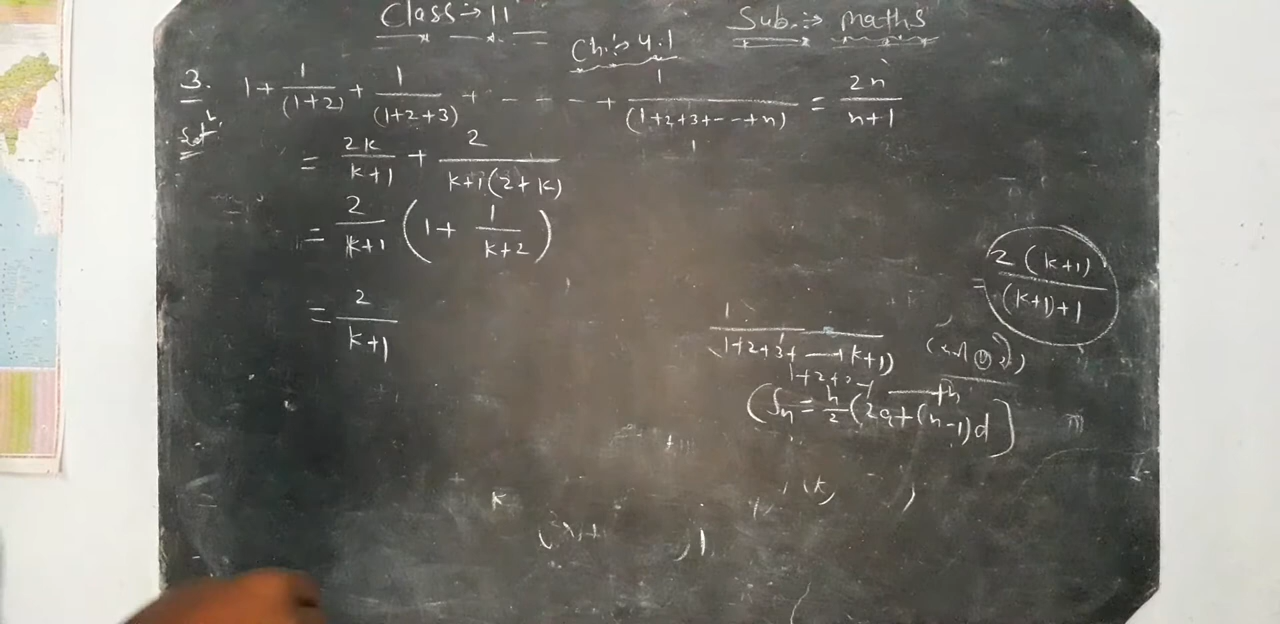 Class:→ 11 Sub.:→ maths
Ch:→ 4.1
3. 1 + 1/(1+2) + 1/(1+2+3) + - - - - + 1/(1+2+3+--+n) = 2n/n+1
Sol
= 2k/k+1 + 2/k+1(2+k)
= 2/k+1 (1 + 1/k+2)
= 2(k+1)/(k+1)+1
= 2/k+1
1/1+2+3+—+(k+1)
(Sn = n/2 (2a+(n-1)d]